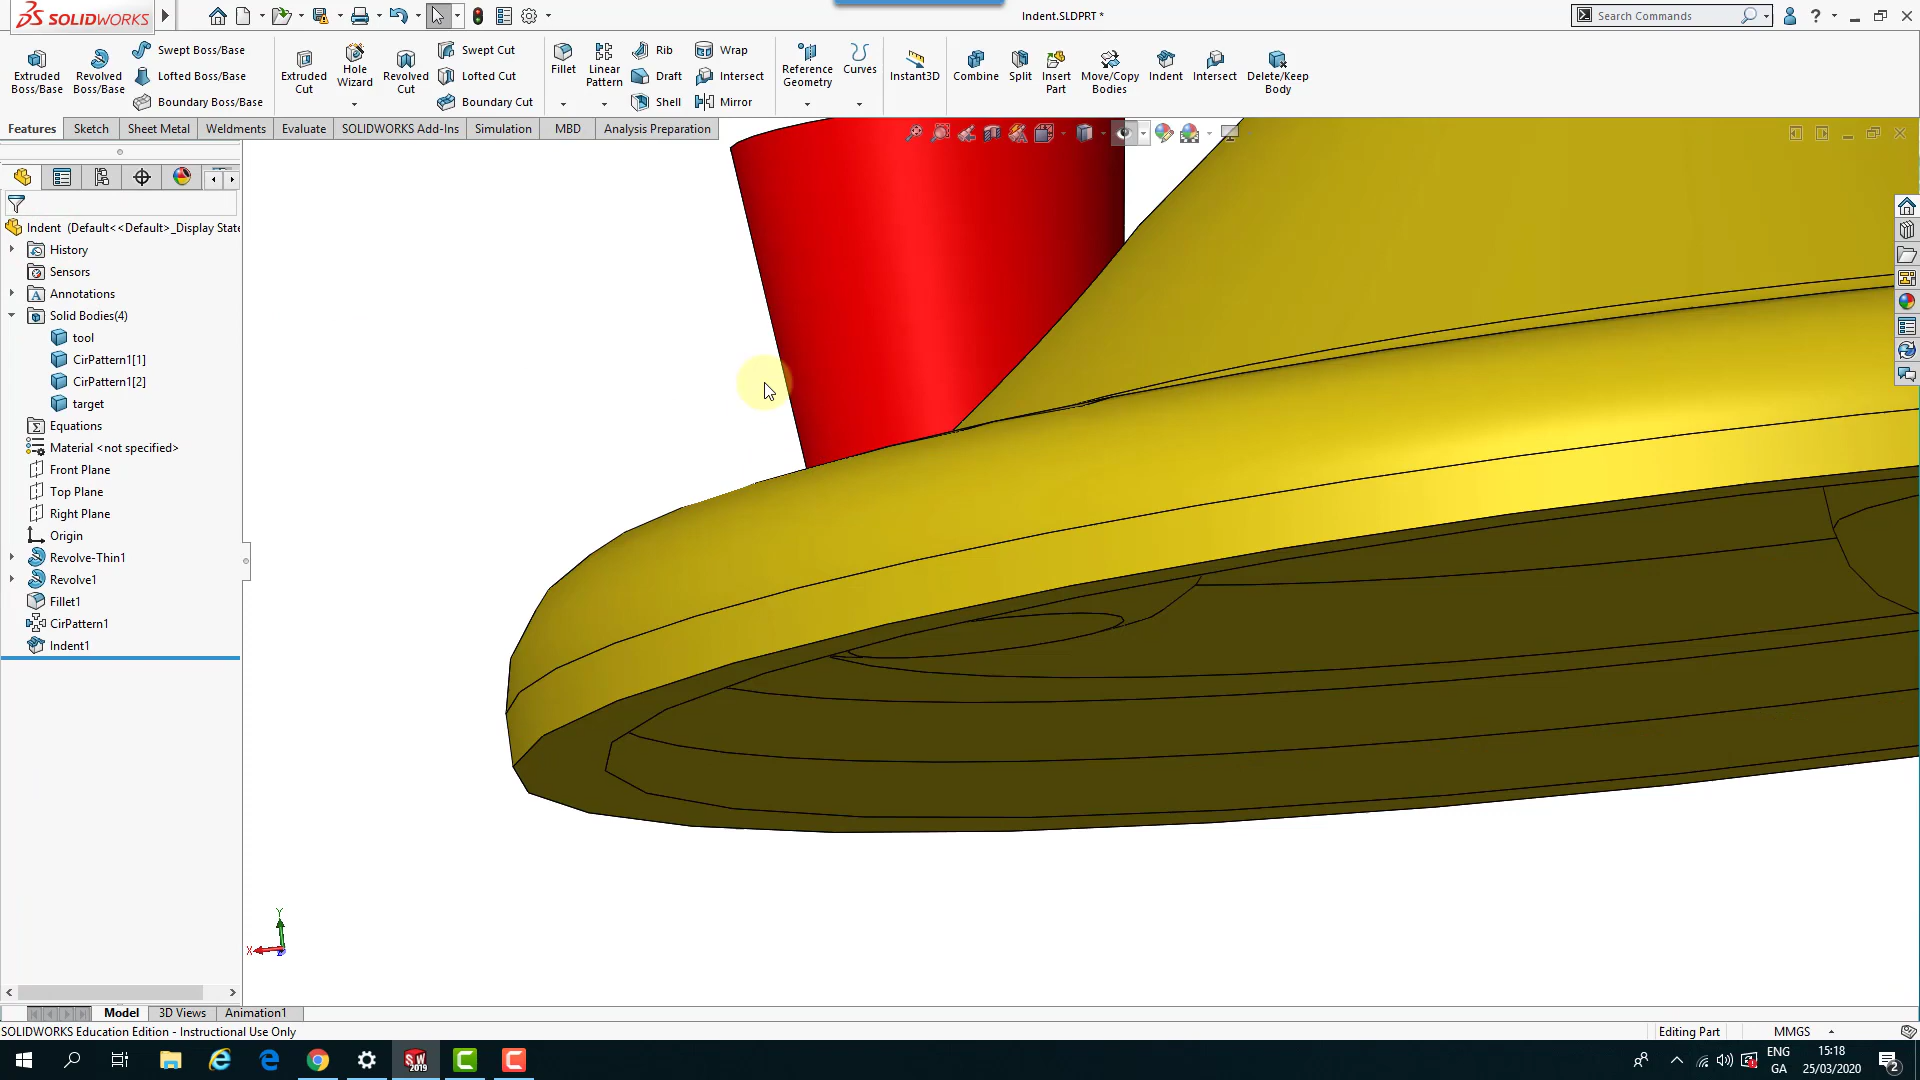 SOLIDWORKS
Indent.SLDPRT *
Search Commands
Extruded Boss/Base
Revolved Boss/Base
Swept Boss/Base
Lofted Boss/Base
Boundary Boss/Base
Extruded Cut
Hole Wizard
Revolved Cut
Swept Cut
Lofted Cut
Boundary Cut
Fillet
Linear Pattern
Rib
Draft
Shell
Wrap
Intersect
Mirror
Reference Geometry
Curves
Instant3D
Combine
Split
Insert Part
Move/Copy Bodies
Indent
Intersect
Delete/Keep Body
Features
Sketch
Sheet Metal
Weldments
Evaluate
SOLIDWORKS Add-Ins
Simulation
MBD
Analysis Preparation
Indent (Default<<Default>_Display State
History
Sensors
Annotations
Solid Bodies(4)
tool
CirPattern1[1]
CirPattern1[2]
target
Equations
Material <not specified>
Front Plane
Top Plane
Right Plane
Origin
Revolve-Thin1
Revolve1
Fillet1
CirPattern1
Indent1
Y
X
Z
Model
3D Views
Animation1
SOLIDWORKS Education Edition - Instructional Use Only
Editing Part
MMGS
SW
2019
ENG
GA
15:18
25/03/2020
2